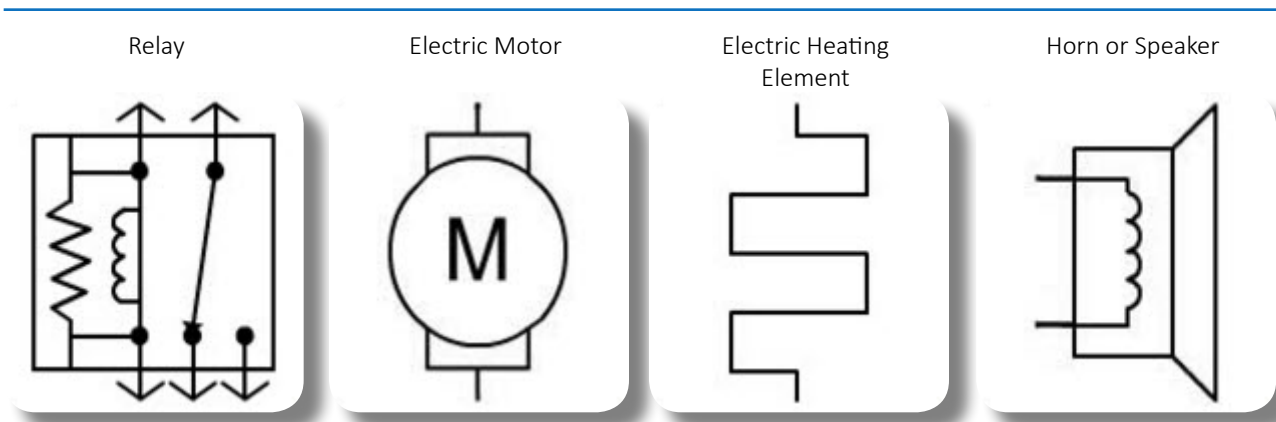 Relay
Electric Motor
Electric Heating
Element
Horn or Speaker
M